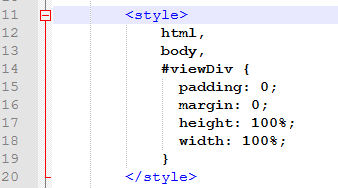 11 <style>
12 html,
13 body,
14 #viewDiv {
15 padding: 0;
16 margin: 0;
17 height: 100%;
18 width: 100%;
19 }
20 </style>